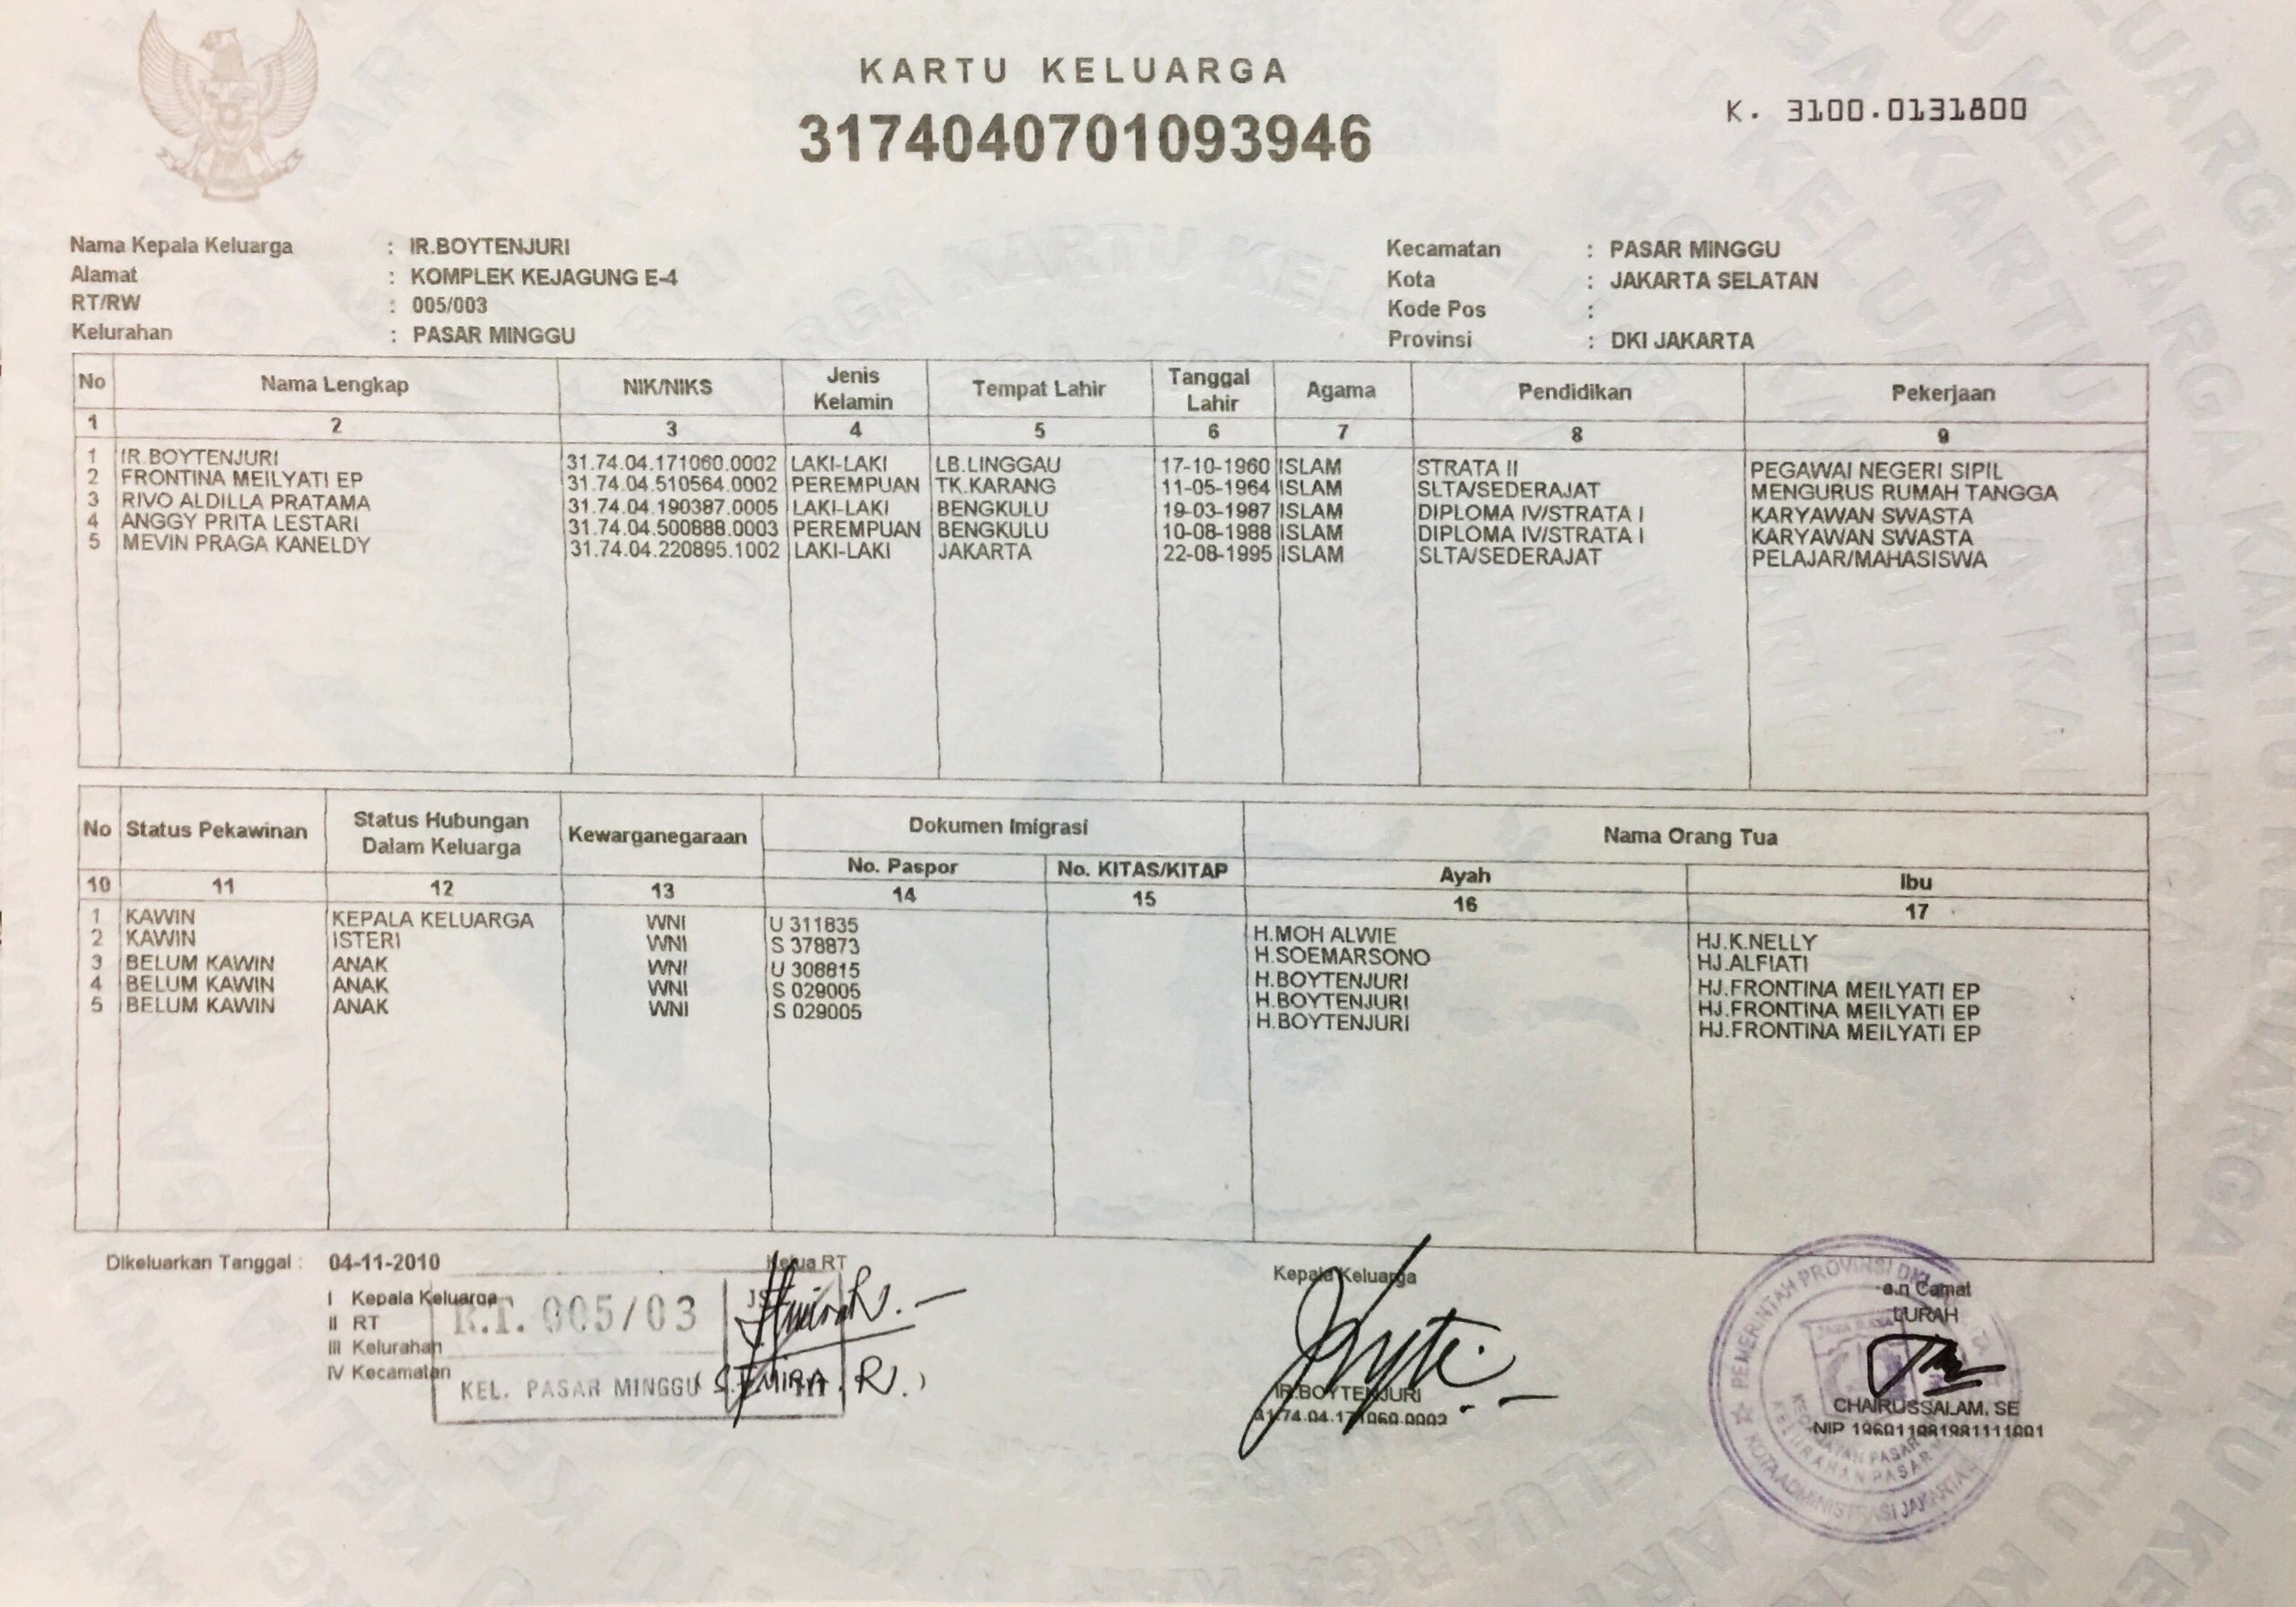 KARTU KELUARGA
3174040701093946
K. 3100.0131800
Nama Kepala Keluarga : IR.BOYTENJURI
Alamat : KOMPLEK KEJAGUNG E-4
RT/RW : 005/003
Kelurahan : PASAR MINGGU
Kecamatan : PASAR MINGGU
Kota : JAKARTA SELATAN
Kode Pos :
Provinsi : DKI JAKARTA
No Nama Lengkap NIK/NIKS Jenis Kelamin Tempat Lahir Tanggal Lahir Agama Pendidikan Pekerjaan
1 2 3 4 5 6 7 8 9
1 IR.BOYTENJURI 31.74.04.171060.0002 LAKI-LAKI LB.LINGGAU 17-10-1960 ISLAM STRATA II PEGAWAI NEGERI SIPIL
2 FRONTINA MEILYATI EP 31.74.04.510564.0002 PEREMPUAN TK.KARANG 11-05-1964 ISLAM SLTA/SEDERAJAT MENGURUS RUMAH TANGGA
3 RIVO ALDILLA PRATAMA 31.74.04.190387.0005 LAKI-LAKI BENGKULU 19-03-1987 ISLAM DIPLOMA IV/STRATA I KARYAWAN SWASTA
4 ANGGY PRITA LESTARI 31.74.04.500888.0003 PEREMPUAN BENGKULU 10-08-1988 ISLAM DIPLOMA IV/STRATA I KARYAWAN SWASTA
5 MEVIN PRAGA KANELDY 31.74.04.220895.1002 LAKI-LAKI JAKARTA 22-08-1995 ISLAM SLTA/SEDERAJAT PELAJAR/MAHASISWA
No Status Pekawinan Status Hubungan Dalam Keluarga Kewarganegaraan Dokumen Imigrasi Nama Orang Tua
No. Paspor No. KITAS/KITAP Ayah Ibu
10 11 12 13 14 15 16 17
1 KAWIN KEPALA KELUARGA WNI U 311835 H.MOH ALWIE HJ.K.NELLY
2 KAWIN ISTERI WNI S 378873 H.SOEMARSONO HJ.ALFIATI
3 BELUM KAWIN ANAK WNI U 308815 H.BOYTENJURI HJ.FRONTINA MEILYATI EP
4 BELUM KAWIN ANAK WNI S 029005 H.BOYTENJURI HJ.FRONTINA MEILYATI EP
5 BELUM KAWIN ANAK WNI S 029005 H.BOYTENJURI HJ.FRONTINA MEILYATI EP
Dikeluarkan Tanggal : 04-11-2010
I Kepala Keluarga
II RT
III Kelurahan
IV Kecamatan
R.T. 005/03
KEL. PASAR MINGGU
Ketua RT
Kepala Keluarga
IR.BOYTENJURI
31.74.04.171060.0002
a.n Camat
LURAH
CHAIRUSSALAM, SE
PEMERINTAH PROVINSI DKI
KOTA ADMINISTRASI JAKARTA
KELURAHAN PASAR